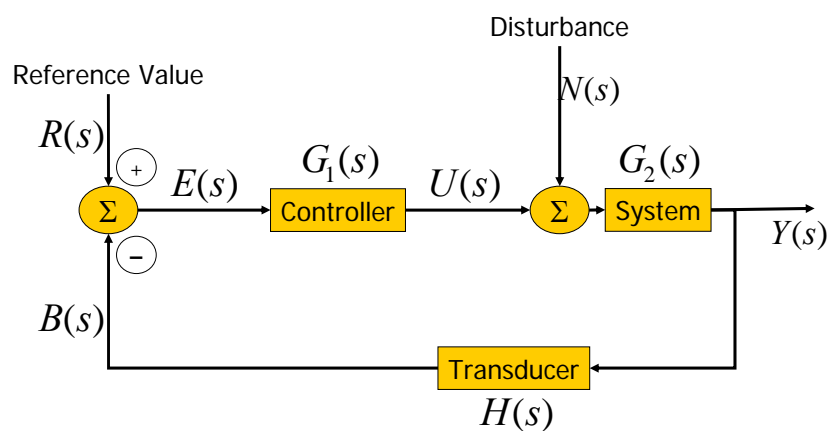 Disturbance
Reference Value
N(s)
R(s)
+
E(s)
G₁(s)
U(s)
G₂(s)
Σ
Controller
Σ
System
Y(s)
−
B(s)
Transducer
H(s)